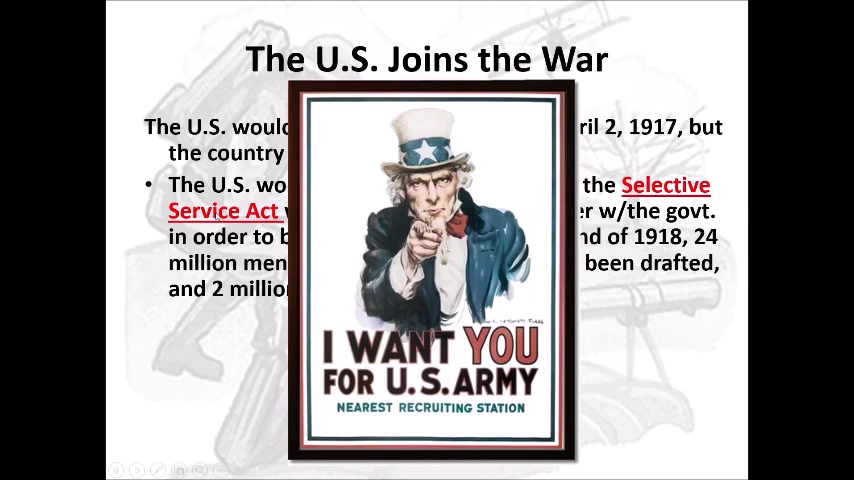 The U.S. Joins the War
The U.S. would ril 2, 1917, but
the country
• The U.S. wo the Selective
Service Act er w/the govt.
in order to b nd of 1918, 24
million men been drafted,
and 2 millio
I WANT YOU
FOR U.S. ARMY
NEAREST RECRUITING STATION